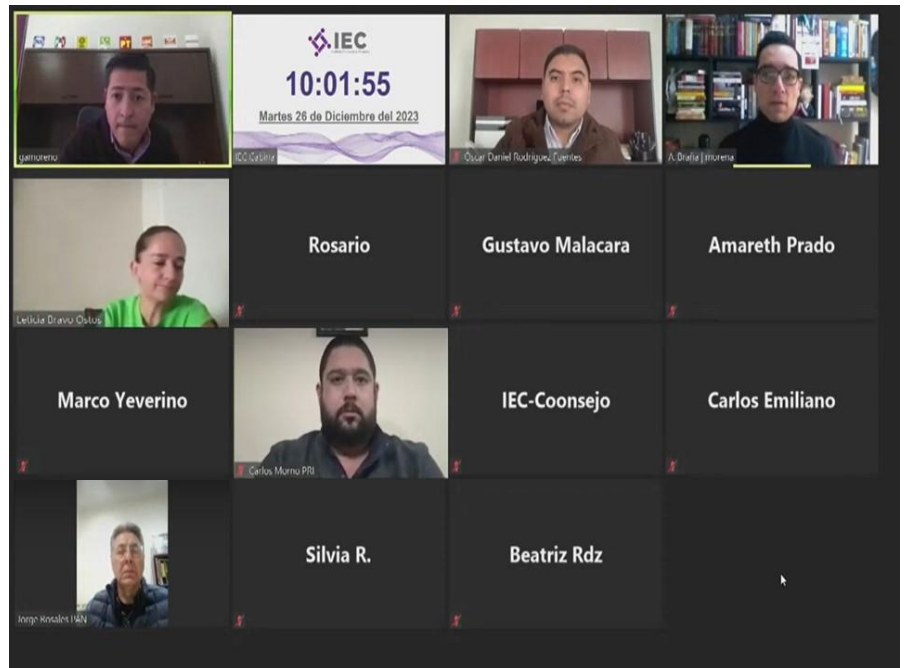 IEC
10:01:55
Martes 26 de Diciembre del 2023
gamoreno
Óscar Daniel Rodríguez Fuentes
A. Braña | morena
Leticia Bravo Ostos
Rosario
Gustavo Malacara
Amareth Prado
Marco Yeverino
Carlos Morno PRI
IEC-Coonsejo
Carlos Emiliano
Jorge Rosales PAN
Silvia R.
Beatriz Rdz